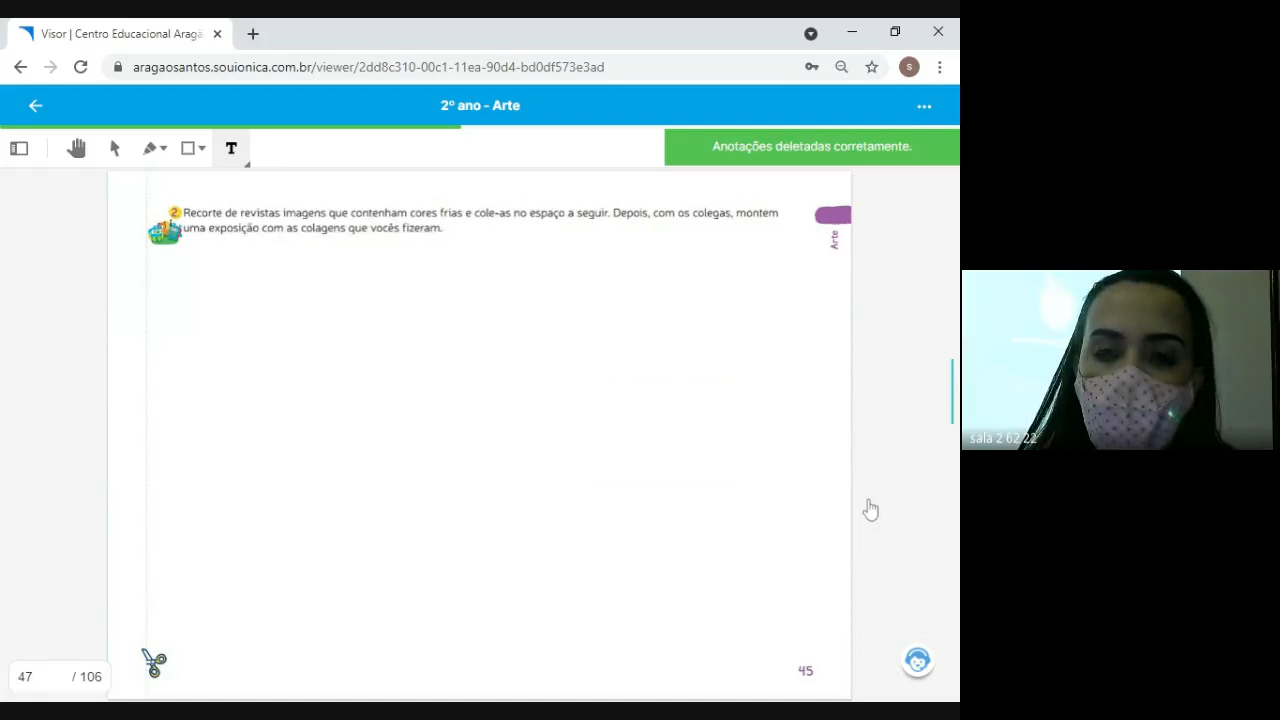 Visor | Centro Educacional Aragã
aragaosantos.souionica.com.br/viewer/2dd8c310-00c1-11ea-90d4-bd0df573e3ad
S
2º ano - Arte
T
Anotações deletadas corretamente.
2 Recorte de revistas imagens que contenham cores frias e cole-as no espaço a seguir. Depois, com os colegas, montem
uma exposição com as colagens que vocês fizeram.
Arte
sala 2 62 22
45
47 / 106